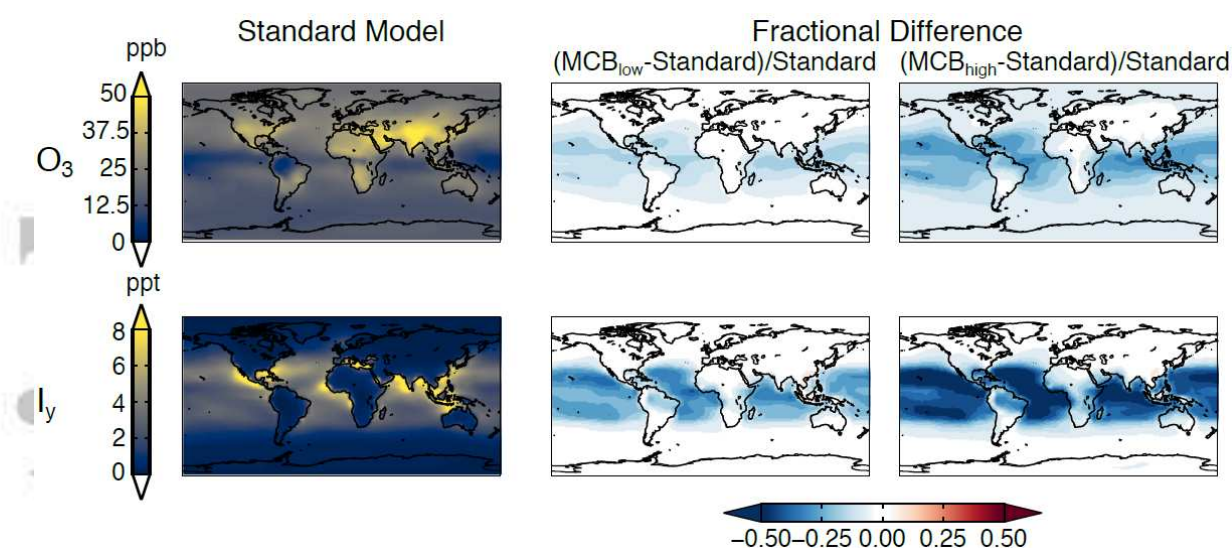 Standard Model
Fractional Difference
(MCBlow-Standard)/Standard
(MCBhigh-Standard)/Standard
ppb
50
37.5
25
12.5
0
O3
ppt
8
6
4
2
0
Iy
−0.50 −0.25 0.00 0.25 0.50